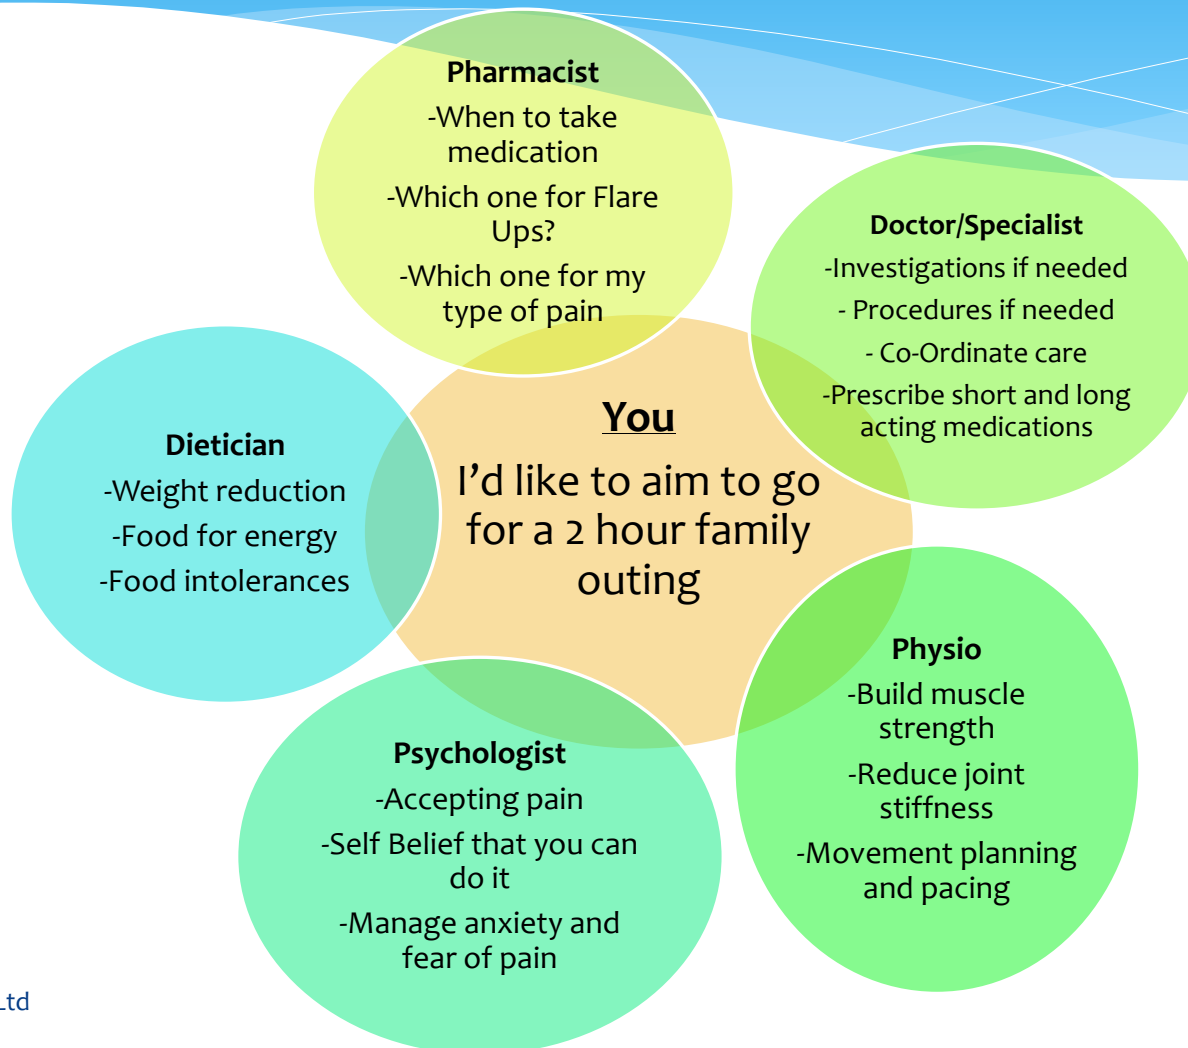 Pharmacist
-When to take
medication
-Which one for Flare
Ups?
-Which one for my
type of pain
Doctor/Specialist
-Investigations if needed
- Procedures if needed
- Co-Ordinate care
-Prescribe short and long
acting medications
You
I’d like to aim to go
for a 2 hour family
outing
Dietician
-Weight reduction
-Food for energy
-Food intolerances
Physio
-Build muscle
strength
-Reduce joint
stiffness
-Movement planning
and pacing
Psychologist
-Accepting pain
-Self Belief that you can
do it
-Manage anxiety and
fear of pain
Ltd